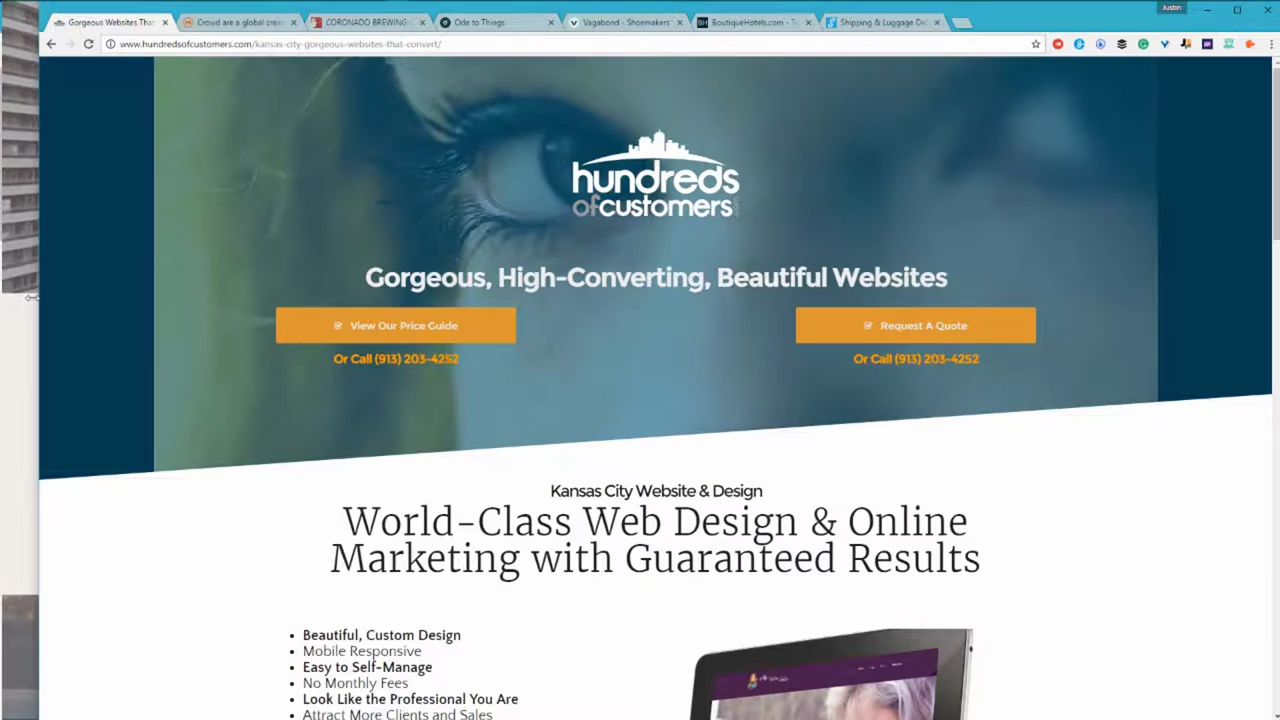 Justin
Gorgeous Websites That
Crowd are a global crea
CORONADO BREWING
Ode to Things
Vagabond - Shoemakers
BoutiqueHotels.com - Tr
Shipping & Luggage Del
www.hundredsofcustomers.com/kansas-city-gorgeous-websites-that-convert/
hundreds
ofcustomers.com
Gorgeous, High-Converting, Beautiful Websites
View Our Price Guide
Request A Quote
Or Call (913) 203-4252
Or Call (913) 203-4252
Kansas City Website & Design
World-Class Web Design & Online
Marketing with Guaranteed Results
• Beautiful, Custom Design
• Mobile Responsive
• Easy to Self-Manage
• No Monthly Fees
• Look Like the Professional You Are
• Attract More Clients and Sales